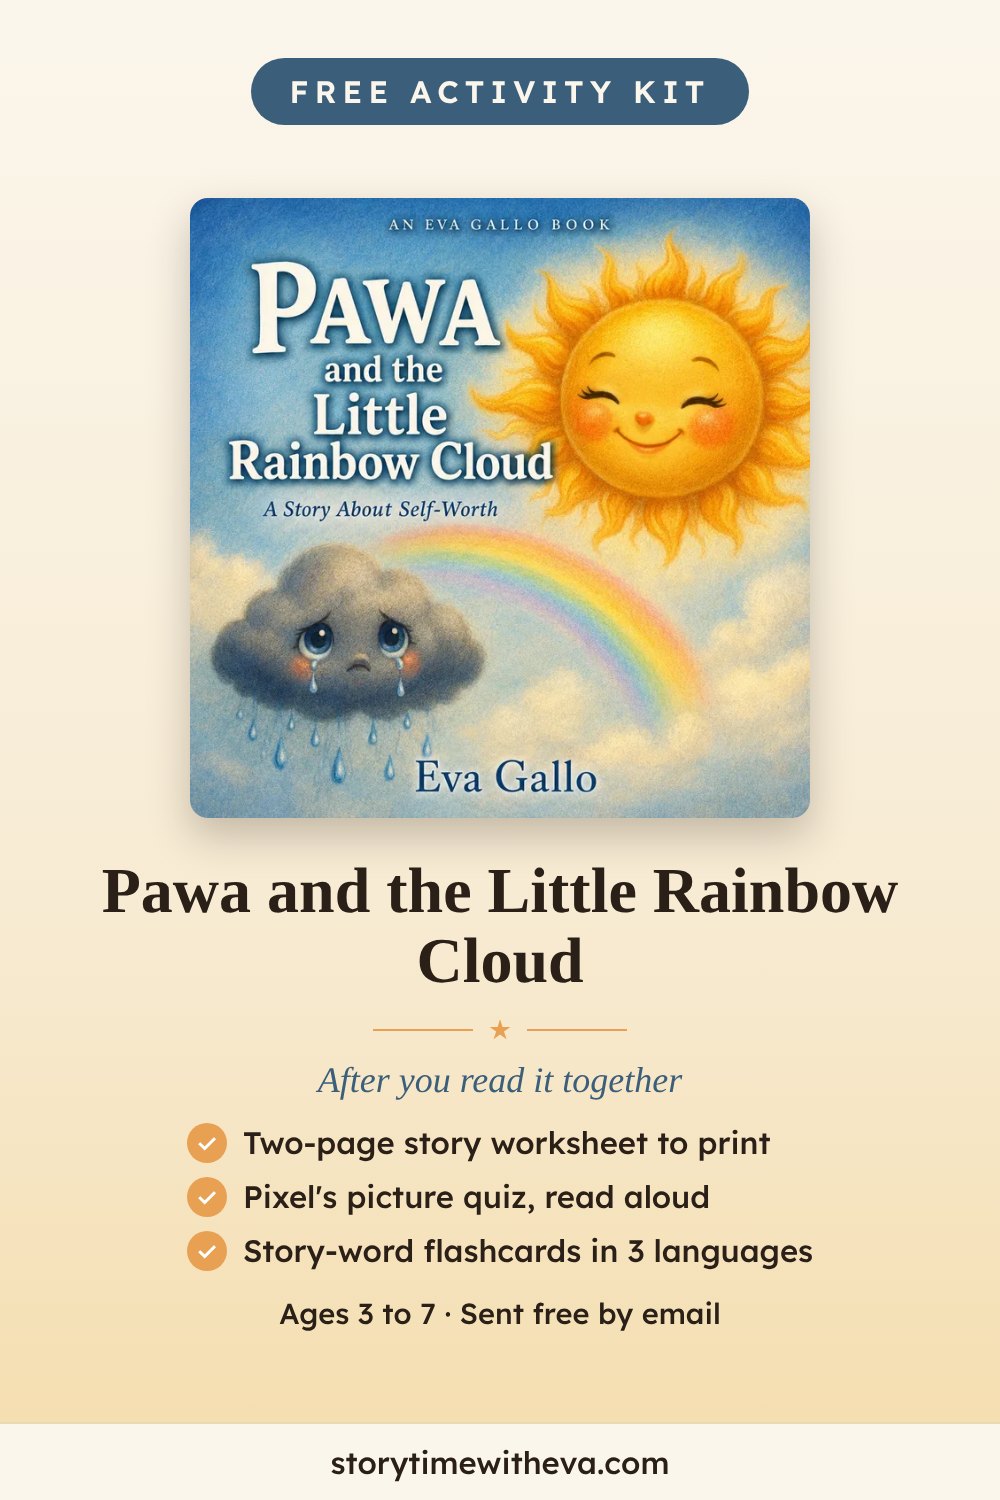 FREE ACTIVITY KIT
AN EVA GALLO BOOK
PAWA
and the
Little
Rainbow Cloud
A Story About Self-Worth
Eva Gallo
Pawa and the Little Rainbow
Cloud
After you read it together
Two-page story worksheet to print
Pixel's picture quiz, read aloud
Story-word flashcards in 3 languages
Ages 3 to 7 · Sent free by email
storytimewitheva.com